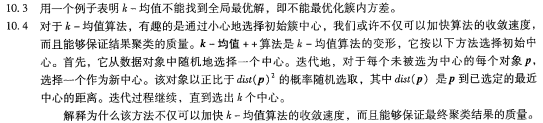 10.3 用一个例子表明 k-均值不能找到全局最优解，即不能最优化簇内方差。
10.4 对于 k-均值算法，有趣的是通过小心地选择初始簇中心，我们或许不仅可以加快算法的收敛速度，
而且能够保证结果聚类的质量。k-均值++算法是 k-均值算法的变形，它按以下方法选择初始中
心。首先，它从数据对象中随机地选择一个中心。迭代地，对于每个未被选为中心的每个对象 p，
选择一个作为新中心。该对象以正比于 dist(p)² 的概率随机选取，其中 dist(p) 是 p 到已选定的最近
中心的距离。迭代过程继续，直到选出 k 个中心。
解释为什么该方法不仅可以加快 k-均值算法的收敛速度，而且能够保证最终聚类结果的质量。